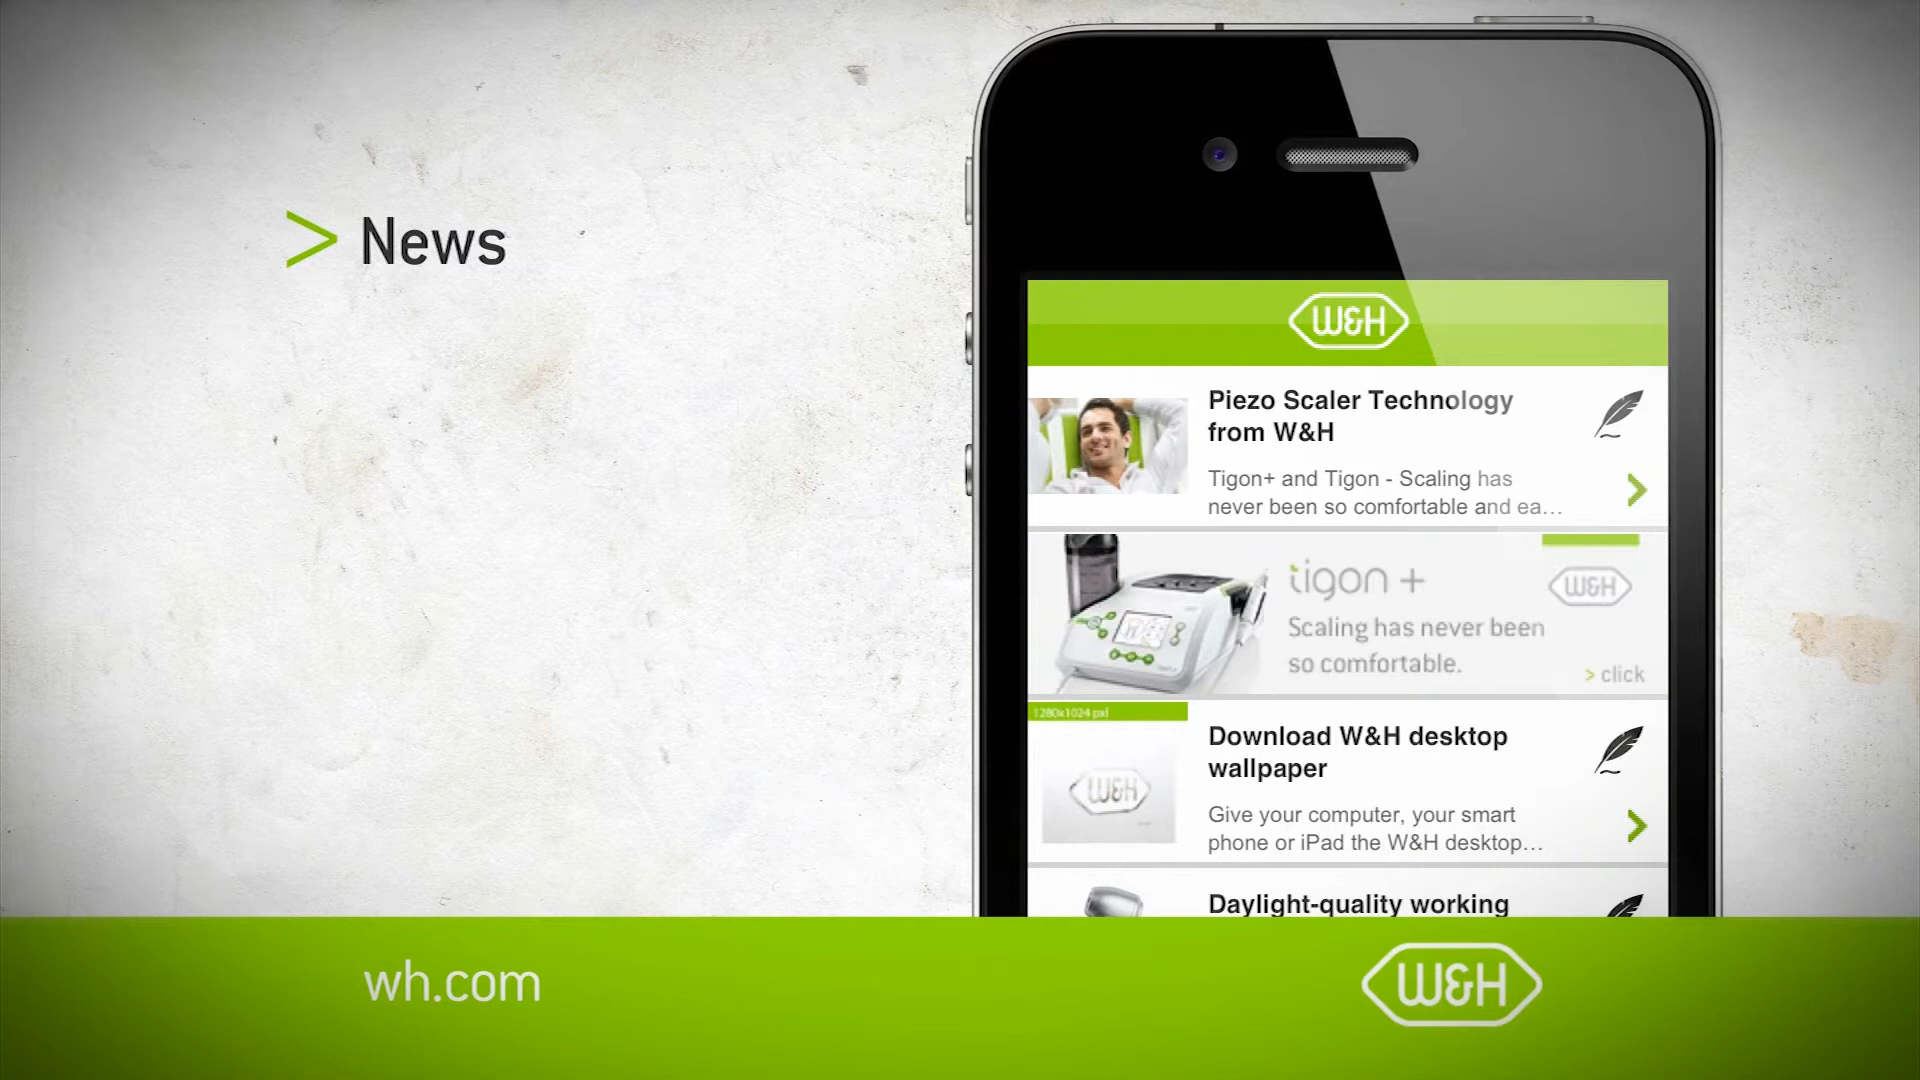 > News
W&H
Piezo Scaler Technology
from W&H
Tigon+ and Tigon - Scaling has
never been so comfortable and ea…
tigon +
W&H
Scaling has never been
so comfortable.
> click
1280x1024 pxl
W&H
Download W&H desktop
wallpaper
Give your computer, your smart
phone or iPad the W&H desktop…
Daylight-quality working
wh.com
W&H